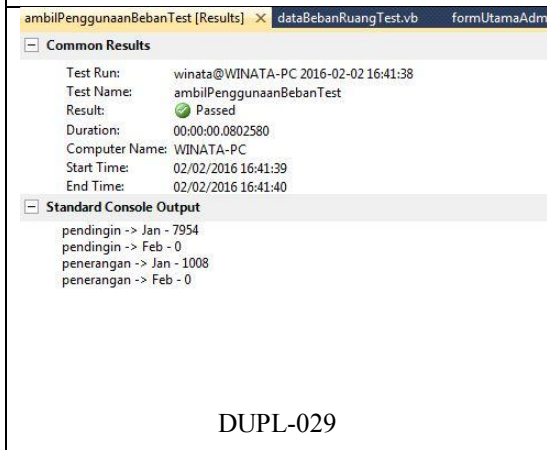 ambilPenggunaanBebanTest [Results] dataBebanRuangTest.vb formUtamaAdm
Common Results
Test Run: winata@WINATA-PC 2016-02-02 16:41:38
Test Name: ambilPenggunaanBebanTest
Result: Passed
Duration: 00:00:00.0802580
Computer Name: WINATA-PC
Start Time: 02/02/2016 16:41:39
End Time: 02/02/2016 16:41:40
Standard Console Output
pendingin -> Jan - 7954
pendingin -> Feb - 0
penerangan -> Jan - 1008
penerangan -> Feb - 0
DUPL-029